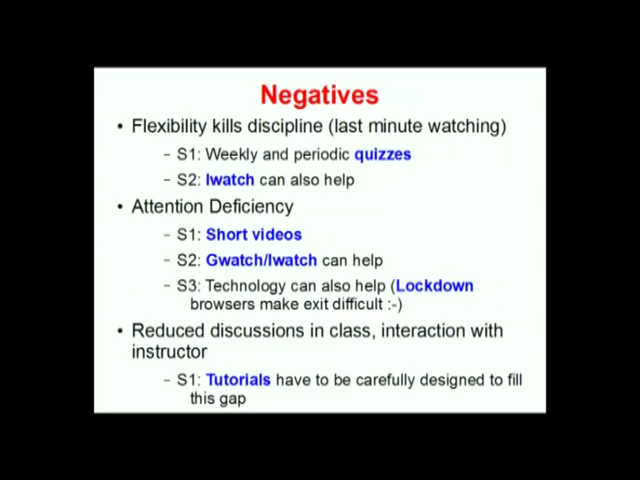 Negatives
• Flexibility kills discipline (last minute watching)
– S1: Weekly and periodic quizzes
– S2: Iwatch can also help
• Attention Deficiency
– S1: Short videos
– S2: Gwatch/Iwatch can help
– S3: Technology can also help (Lockdown
browsers make exit difficult :-)
• Reduced discussions in class, interaction with
instructor
– S1: Tutorials have to be carefully designed to fill
this gap